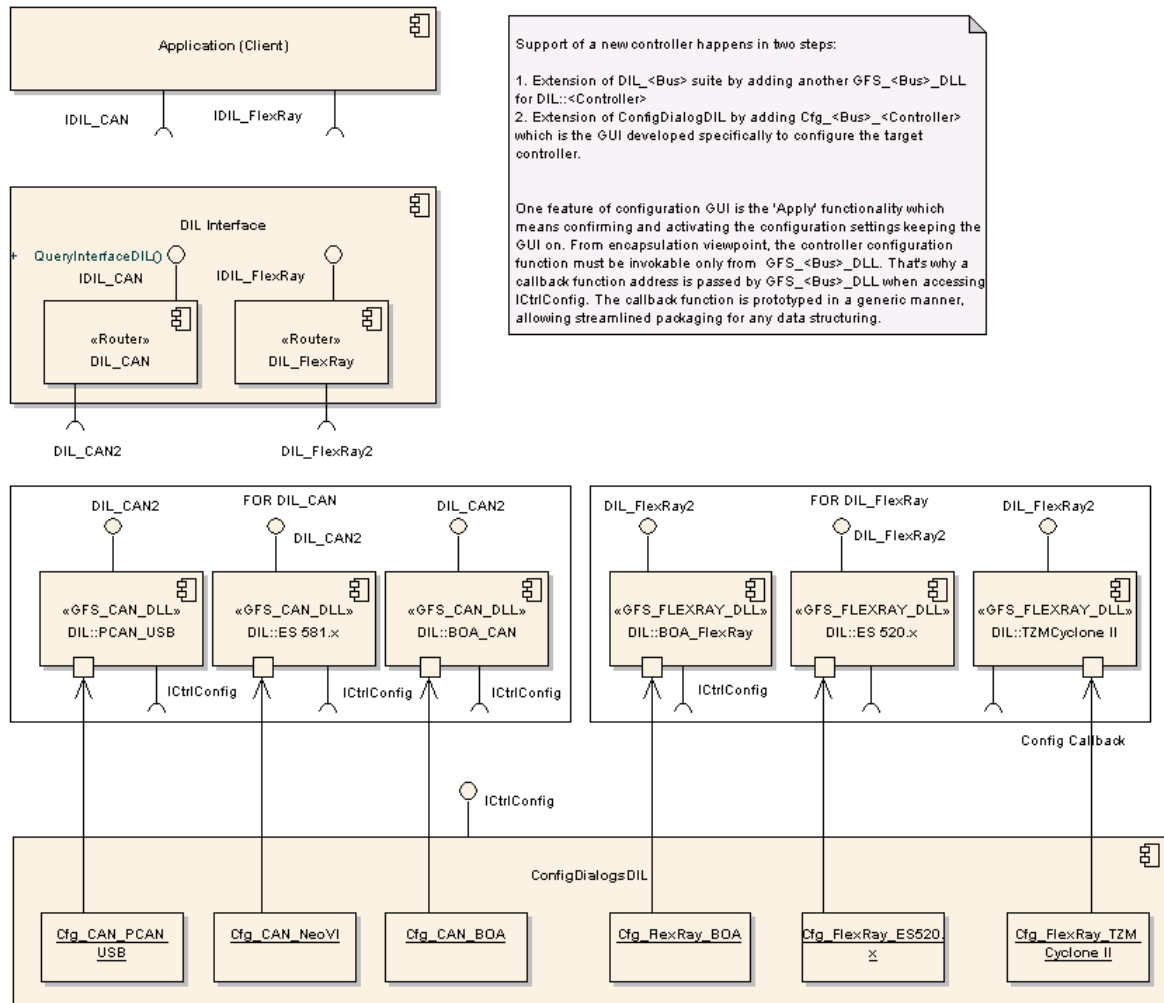 Application (Client)
IDIL_CAN
IDIL_FlexRay
Support of a new controller happens in two steps:
1. Extension of DIL_<Bus> suite by adding another GFS_<Bus>_DLL
for DIL::<Controller>
2. Extension of ConfigDialogDIL by adding Cfg_<Bus>_<Controller>
which is the GUI developed specifically to configure the target
controller.
One feature of configuration GUI is the 'Apply' functionality which
means confirming and activating the configuration settings keeping the
GUI on. From encapsulation viewpoint, the controller configuration
function must be invokable only from GFS_<Bus>_DLL. That's why a
callback function address is passed by GFS_<Bus>_DLL when accessing
ICtrlConfig. The callback function is prototyped in a generic manner,
allowing streamlined packaging for any data structuring.
DIL Interface
+ QueryInterfaceDIL()
IDIL_CAN
IDIL_FlexRay
«Router»
DIL_CAN
«Router»
DIL_FlexRay
DIL_CAN2
DIL_FlexRay2
FOR DIL_CAN
DIL_CAN2
DIL_CAN2
DIL_CAN2
«GFS_CAN_DLL»
DIL::PCAN_USB
«GFS_CAN_DLL»
DIL::ES 581.x
«GFS_CAN_DLL»
DIL::BOA_CAN
ICtrlConfig
ICtrlConfig
ICtrlConfig
FOR DIL_FlexRay
DIL_FlexRay2
DIL_FlexRay2
DIL_FlexRay2
«GFS_FLEXRAY_DLL»
DIL::BOA_FlexRay
«GFS_FLEXRAY_DLL»
DIL::ES 520.x
«GFS_FLEXRAY_DLL»
DIL::TZMCyclone II
ICtrlConfig
Config Callback
ICtrlConfig
ConfigDialogsDIL
Cfg_CAN_PCAN_
USB
Cfg_CAN_NeoVI
Cfg_CAN_BOA
Cfg_FlexRay_BOA
Cfg_FlexRay_ES520.
x
Cfg_FlexRay_TZM
Cyclone II